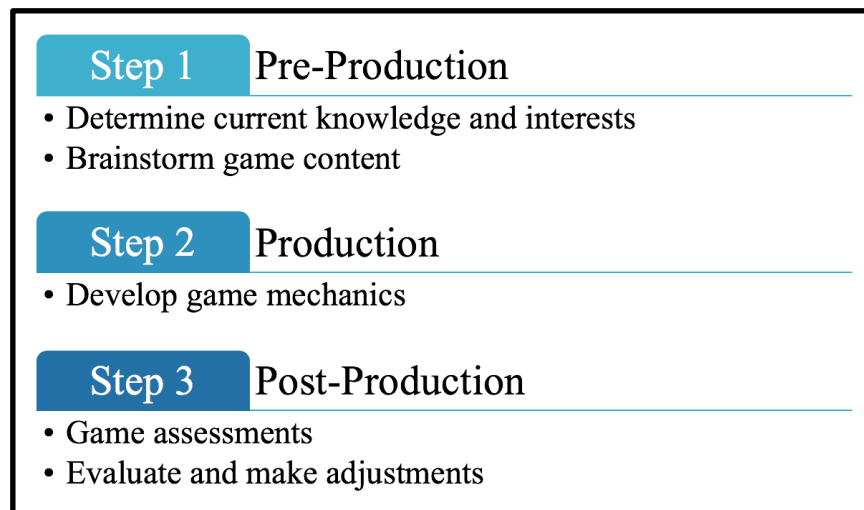 Step 1 Pre-Production
• Determine current knowledge and interests
• Brainstorm game content
Step 2 Production
• Develop game mechanics
Step 3 Post-Production
• Game assessments
• Evaluate and make adjustments